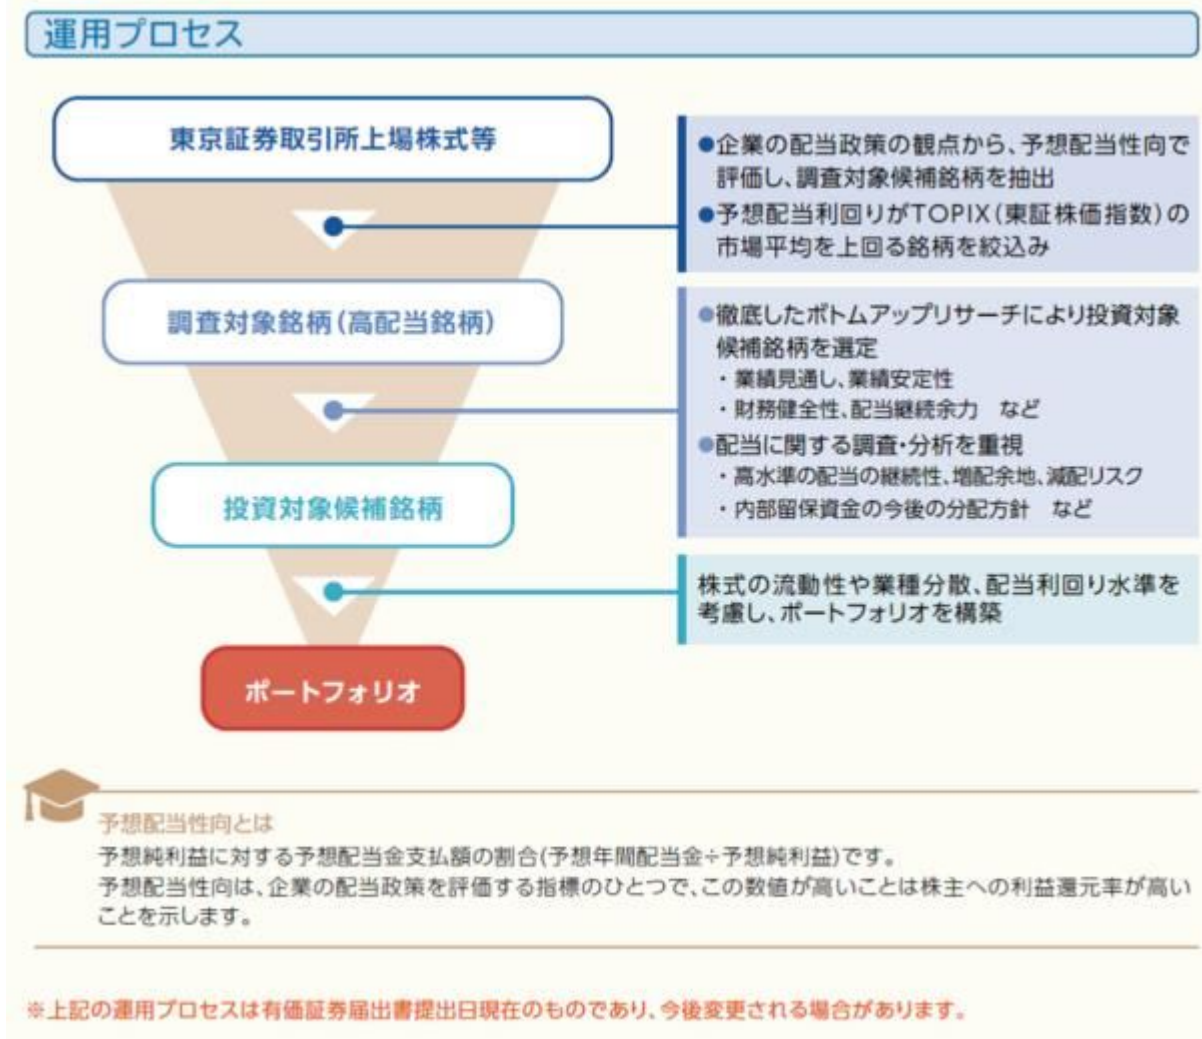 運用プロセス
東京証券取引所上場株式等
●企業の配当政策の観点から、予想配当性向で
評価し、調査対象候補銘柄を抽出
●予想配当利回りがTOPIX(東証株価指数)の
市場平均を上回る銘柄を絞込み
調査対象銘柄(高配当銘柄)
●徹底したボトムアップリサーチにより投資対象
候補銘柄を選定
・業績見通し、業績安定性
・財務健全性、配当継続余力 など
●配当に関する調査・分析を重視
・高水準の配当の継続性、増配余地、減配リスク
・内部留保資金の今後の分配方針 など
投資対象候補銘柄
株式の流動性や業種分散、配当利回り水準を
考慮し、ポートフォリオを構築
ポートフォリオ
予想配当性向とは
予想純利益に対する予想配当金支払額の割合(予想年間配当金÷予想純利益)です。
予想配当性向は、企業の配当政策を評価する指標のひとつで、この数値が高いことは株主への利益還元率が高い
ことを示します。
※上記の運用プロセスは有価証券届出書提出日現在のものであり、今後変更される場合があります。